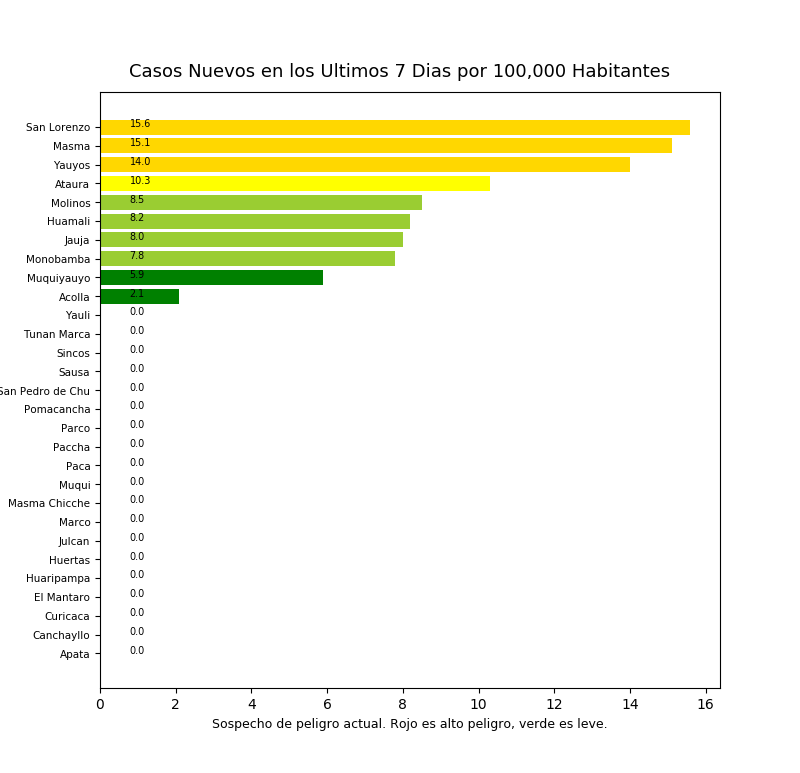 Casos Nuevos en los Ultimos 7 Dias por 100,000 Habitantes
San Lorenzo 15.6
Masma 15.1
Yauyos 14.0
Ataura 10.3
Molinos 8.5
Huamali 8.2
Jauja 8.0
Monobamba 7.8
Muquiyauyo 5.9
Acolla 2.1
Yauli 0.0
Tunan Marca 0.0
Sincos 0.0
Sausa 0.0
San Pedro de Chu 0.0
Pomacancha 0.0
Parco 0.0
Paccha 0.0
Paca 0.0
Muqui 0.0
Masma Chicche 0.0
Marco 0.0
Julcan 0.0
Huertas 0.0
Huaripampa 0.0
El Mantaro 0.0
Curicaca 0.0
Canchayllo 0.0
Apata 0.0
0 2 4 6 8 10 12 14 16
Sospecho de peligro actual. Rojo es alto peligro, verde es leve.